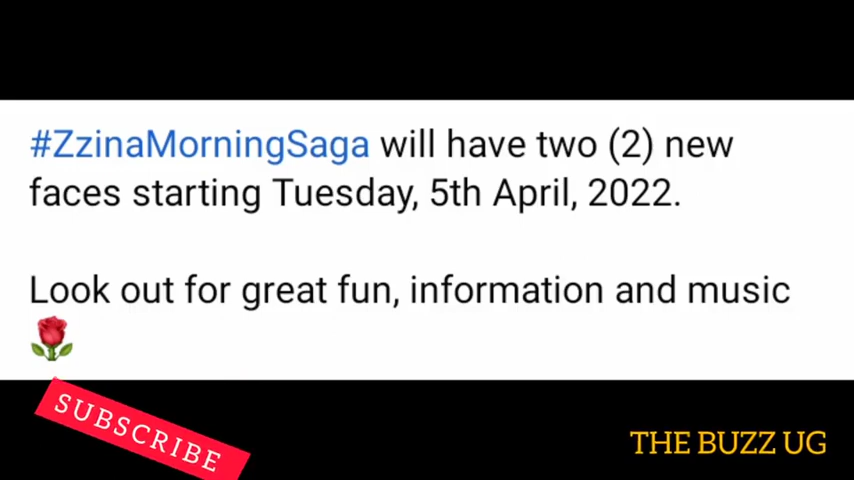 #ZzinaMorningSaga will have two (2) new
faces starting Tuesday, 5th April, 2022.
Look out for great fun, information and music
🌹
SUBSCRIBE
THE BUZZ UG